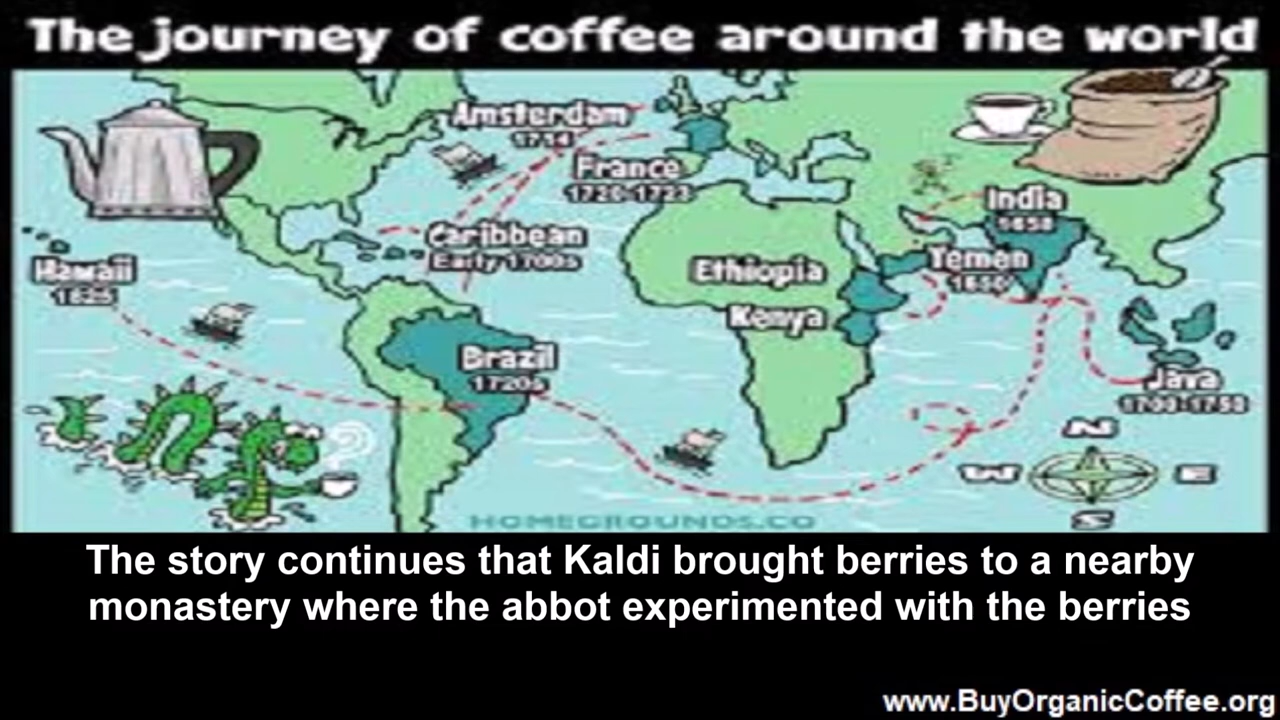 The journey of coffee around the world
Amsterdam
1714
France
1720-1723
India
1658
Caribbean
Early 1700s
Yemen
Hawaii
1825
Ethiopia
Kenya
Brazil
1720s
Java
N
W
E
S
HOMEGROUNDS.CO
The story continues that Kaldi brought berries to a nearby
monastery where the abbot experimented with the berries
www.BuyOrganicCoffee.org